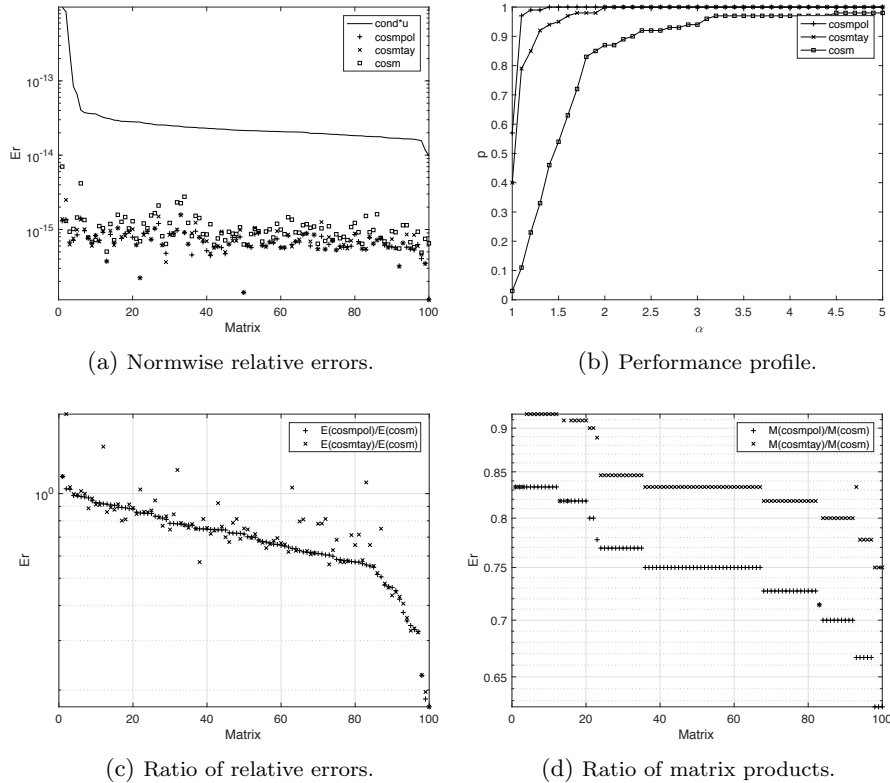 cond*u
cosmpol
cosmtay
cosm
10^-13
10^-14
10^-15
Er
0 20 40 60 80 100
Matrix
(a) Normwise relative errors.
cosmpol
cosmtay
cosm
1
0.9
0.8
0.7
0.6
0.5
0.4
0.3
0.2
0.1
0
p
1 1.5 2 2.5 3 3.5 4 4.5 5
α
(b) Performance profile.
E(cosmpol)/E(cosm)
E(cosmtay)/E(cosm)
10^0
Er
0 20 40 60 80 100
Matrix
(c) Ratio of relative errors.
M(cosmpol)/M(cosm)
M(cosmtay)/M(cosm)
0.9
0.85
0.8
0.75
0.7
0.65
Er
0 20 40 60 80 100
Matrix
(d) Ratio of matrix products.